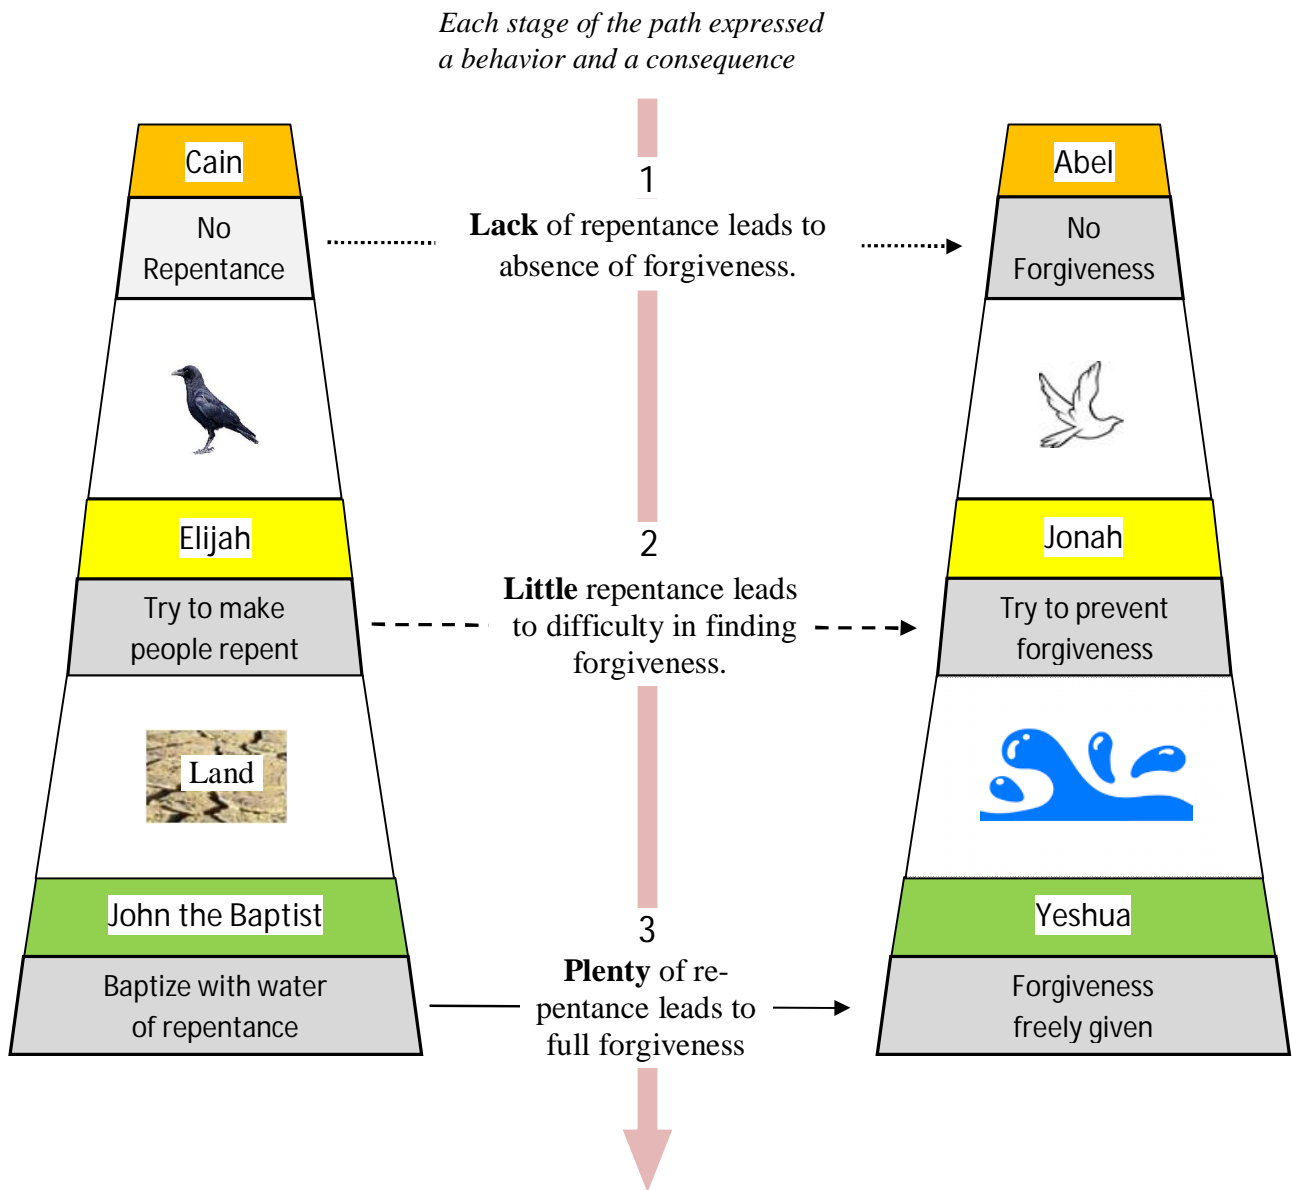 Each stage of the path expressed
a behavior and a consequence
Cain
1
Abel
No
Repentance
Lack of repentance leads to
absence of forgiveness.
No
Forgiveness
Elijah
2
Jonah
Try to make
people repent
Little repentance leads
to difficulty in finding
forgiveness.
Try to prevent
forgiveness
Land
John the Baptist
3
Yeshua
Baptize with water
of repentance
Plenty of re-
pentance leads to
full forgiveness
Forgiveness
freely given